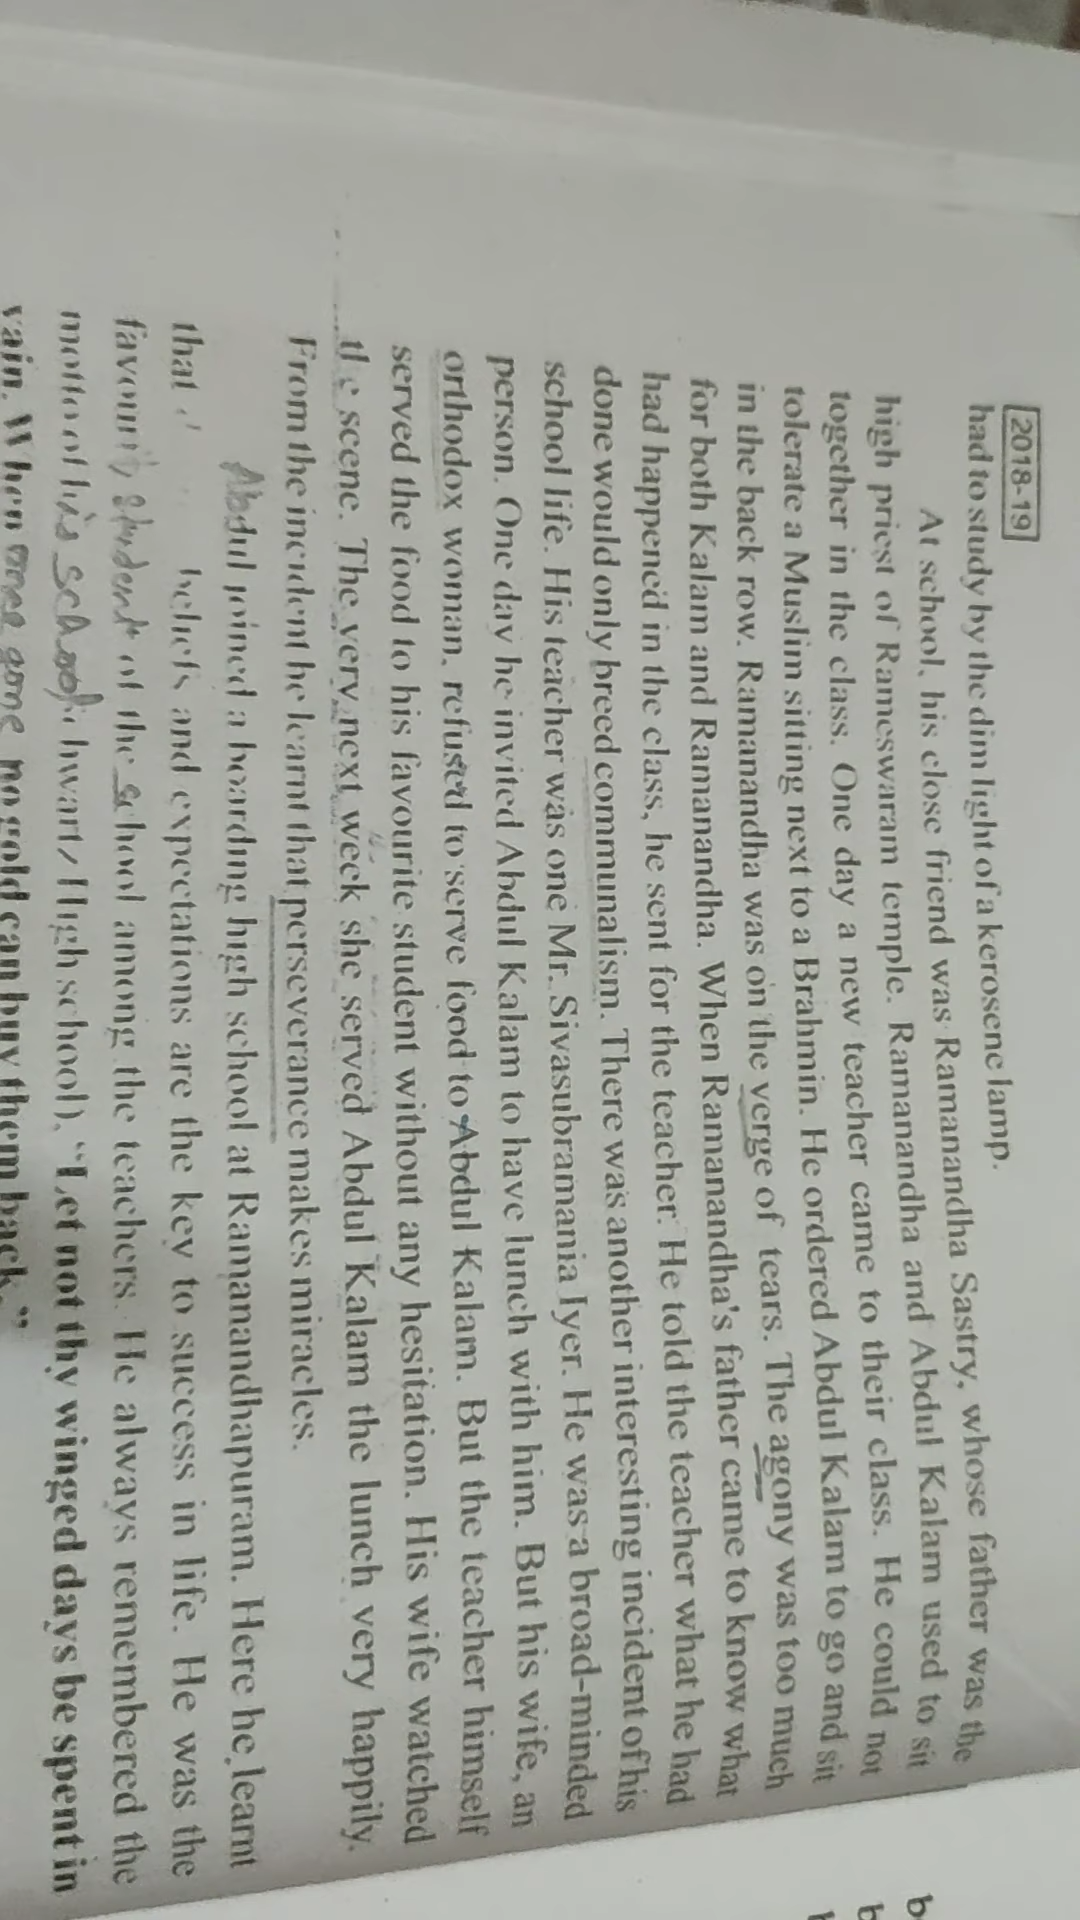 2018-19
had to study by the dim light of a kerosene lamp.
At school, his close friend was Ramanandha Sastry, whose father was the
high priest of Rameswaram temple. Ramanandha and Abdul Kalam used to sit
together in the class. One day a new teacher came to their class. He could not
tolerate a Muslim sitting next to a Brahmin. He ordered Abdul Kalam to go and sit
in the back row. Ramanandha was on the verge of tears. The agony was too much
for both Kalam and Ramanandha. When Ramanandha's father came to know what
had happened in the class, he sent for the teacher. He told the teacher what he had
done would only breed communalism. There was another interesting incident of his
school life. His teacher was one Mr. Sivasubramania Iyer. He was a broad-minded
person. One day he invited Abdul Kalam to have lunch with him. But his wife, an
orthodox woman, refused to serve food to Abdul Kalam. But the teacher himself
served the food to his favourite student without any hesitation. His wife watched
the scene. The very next week she served Abdul Kalam the lunch very happily.
From the incident he learnt that perseverance makes miracles.
Abdul joined a boarding high school at Ramanandhapuram. Here he learnt
that beliefs and expectations are the key to success in life. He was the
student of the school among the teachers. He always remembered the
motto of his school High school), "Let not thy winged days be spent in
vain. When once gone no gold can buy them back."
b
b